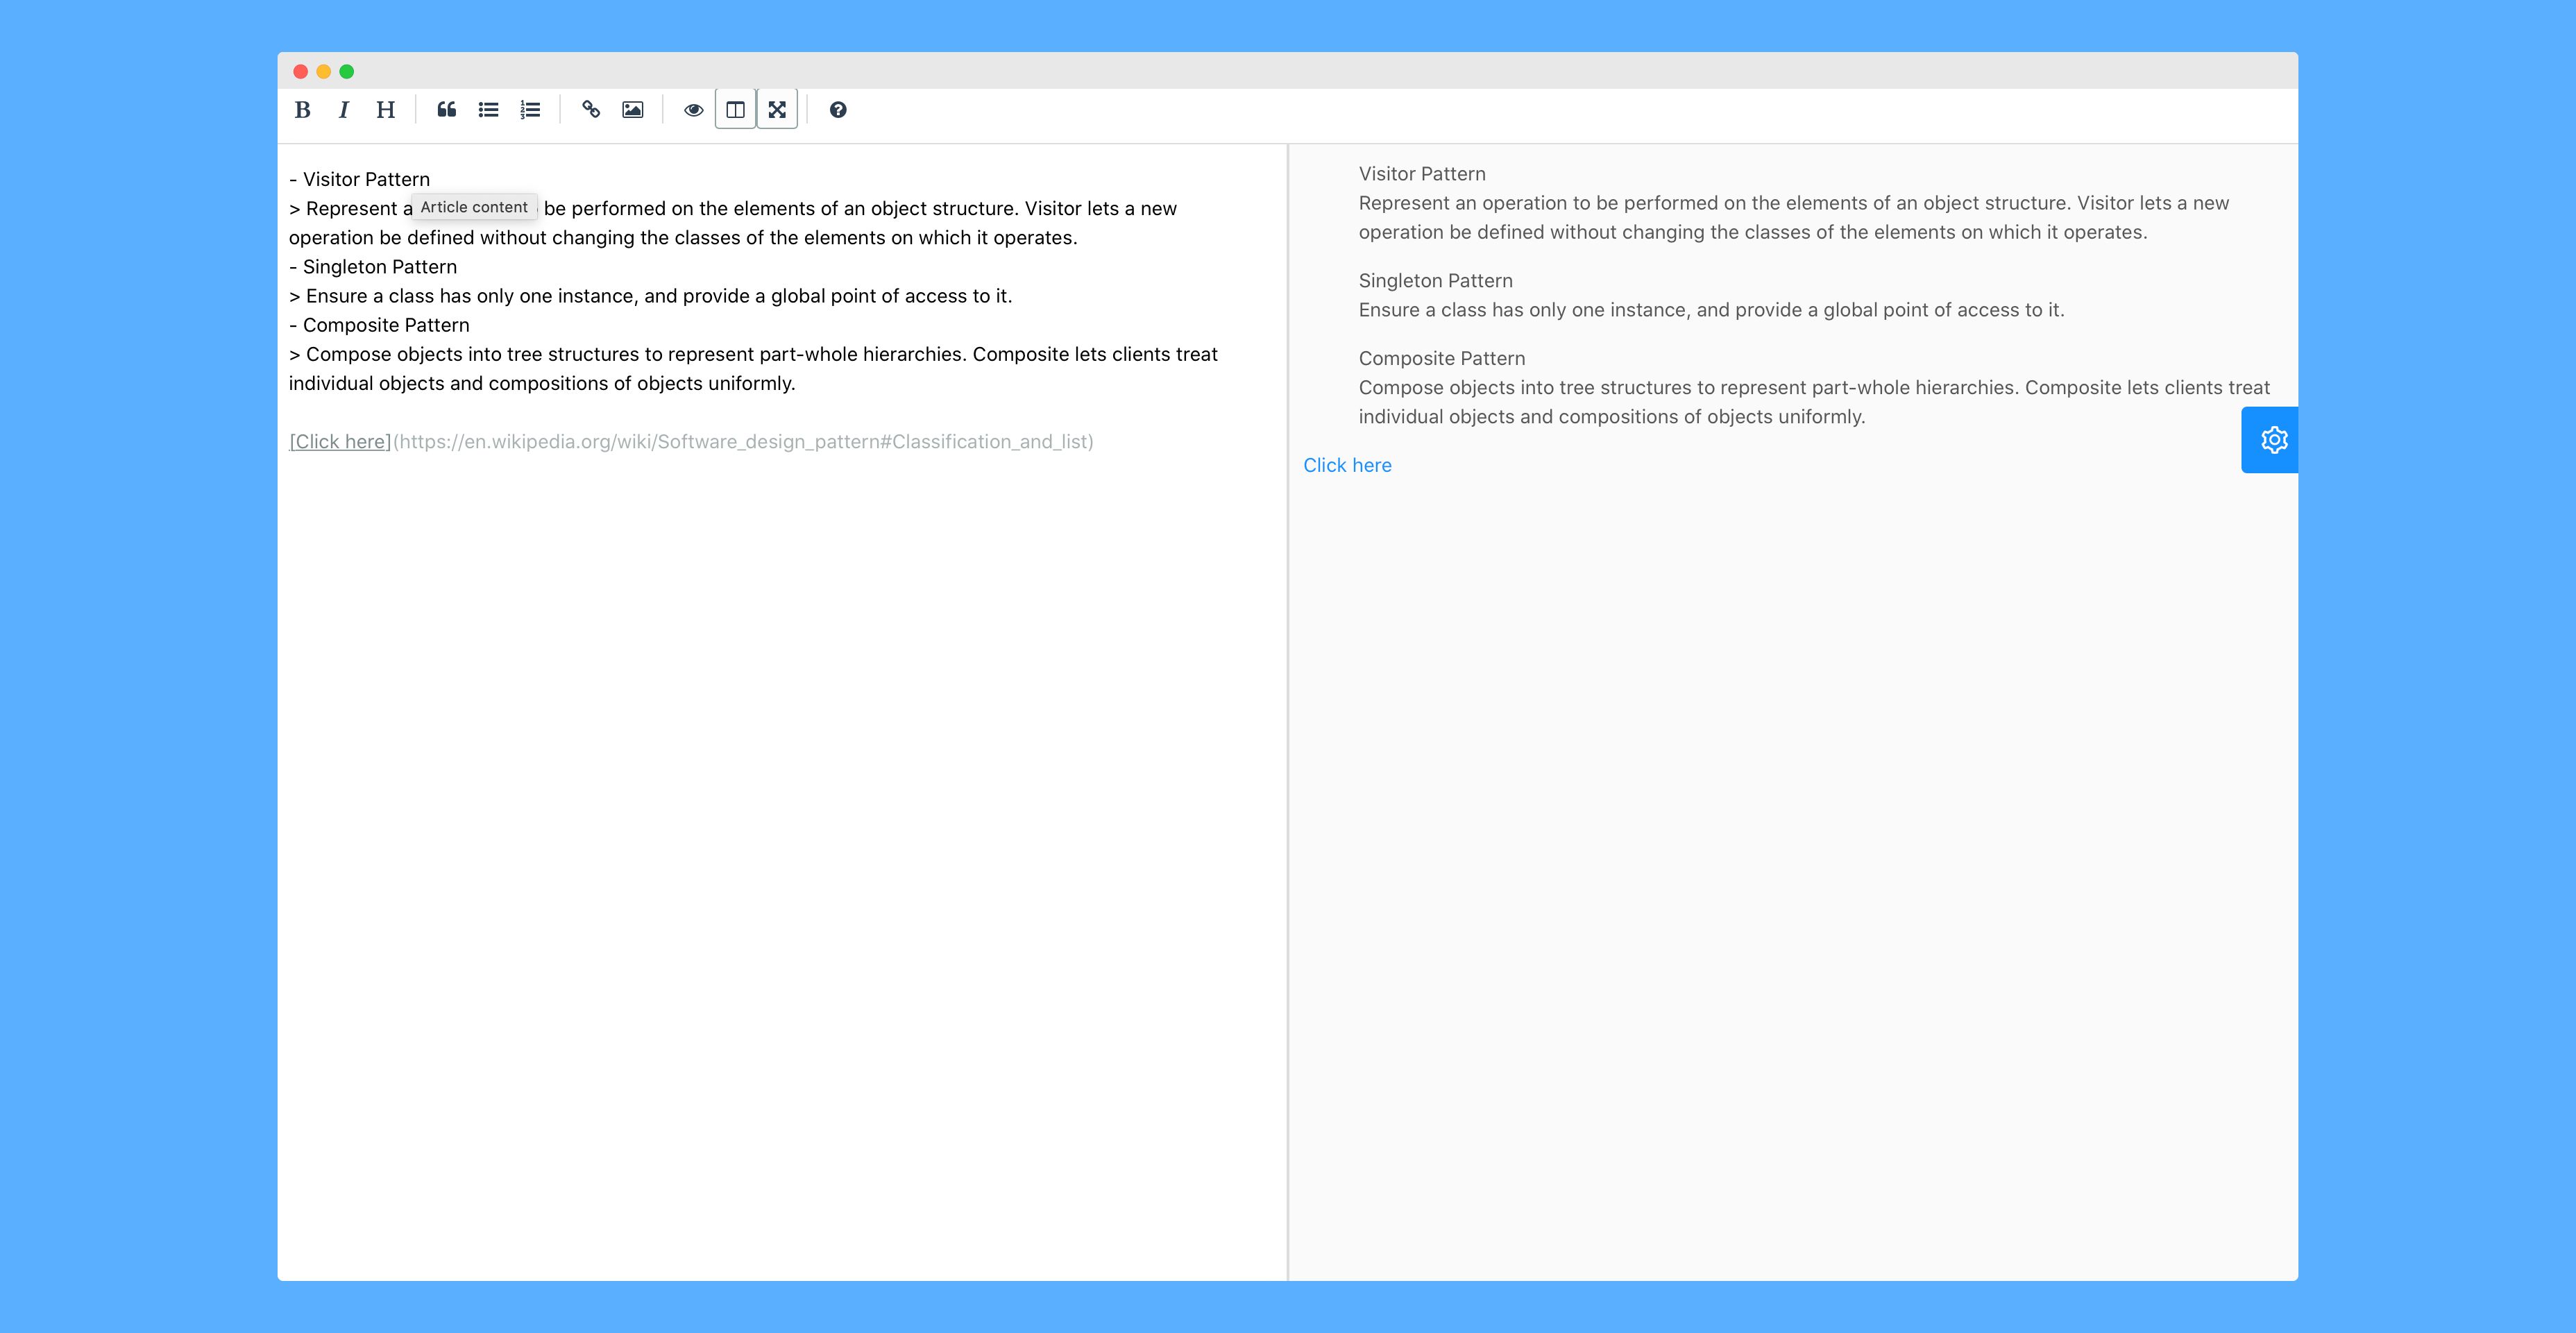 B I H
- Visitor Pattern
> Represent a Article content be performed on the elements of an object structure. Visitor lets a new
operation be defined without changing the classes of the elements on which it operates.
- Singleton Pattern
> Ensure a class has only one instance, and provide a global point of access to it.
- Composite Pattern
> Compose objects into tree structures to represent part-whole hierarchies. Composite lets clients treat
individual objects and compositions of objects uniformly.
[Click here](https://en.wikipedia.org/wiki/Software_design_pattern#Classification_and_list)
Visitor Pattern
Represent an operation to be performed on the elements of an object structure. Visitor lets a new
operation be defined without changing the classes of the elements on which it operates.
Singleton Pattern
Ensure a class has only one instance, and provide a global point of access to it.
Composite Pattern
Compose objects into tree structures to represent part-whole hierarchies. Composite lets clients treat
individual objects and compositions of objects uniformly.
Click here